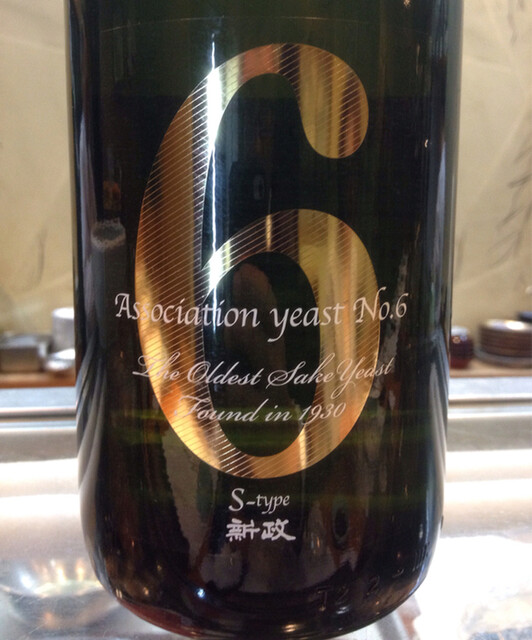 6
Association yeast No.6
The Oldest Sake Yeast
Found in 1930
S-type
新政